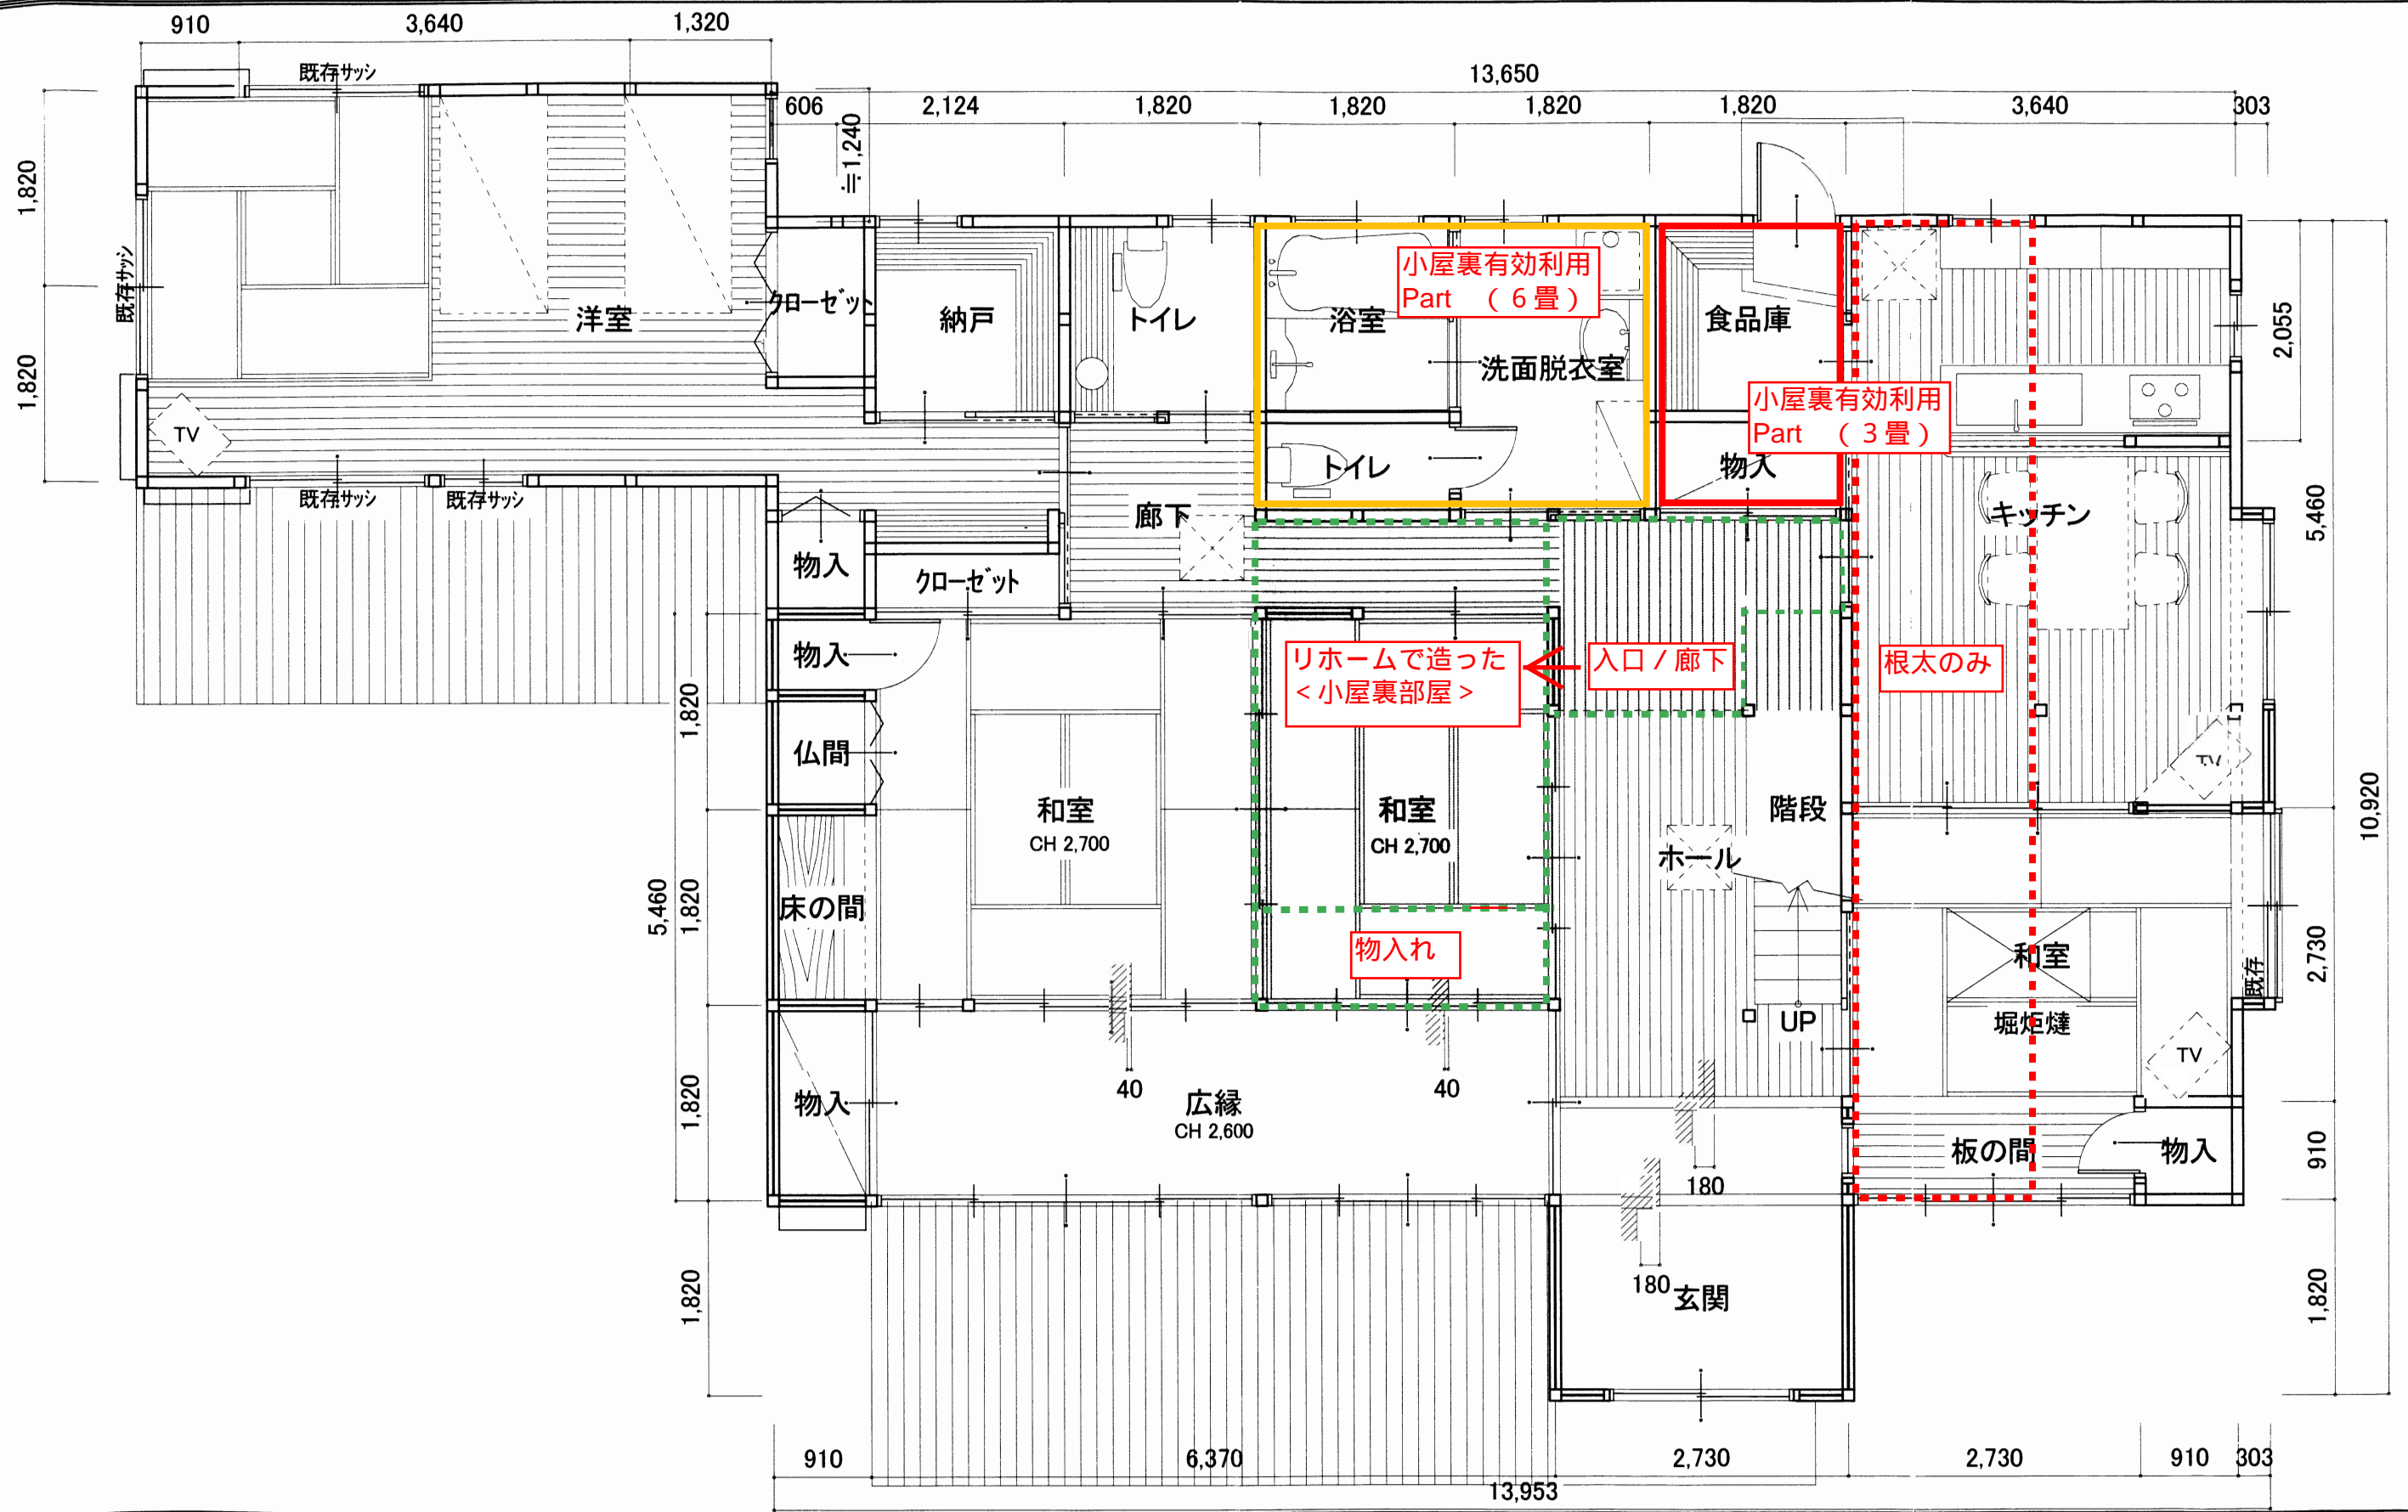 910
3,640
1,320
既存サッシ
13,650
606
2,124
1,820
1,820
1,820
1,820
3,640
303
≒1,240
1,820
1,820
既存サッシ
洋室
クローゼット
納戸
トイレ
浴室
小屋裏有効利用
Part （６畳）
洗面脱衣室
食品庫
小屋裏有効利用
Part （３畳）
物入
2,055
TV
既存サッシ
既存サッシ
トイレ
廊下
キッチン
5,460
物入
クローゼット
物入
リホームで造った
＜小屋裏部屋＞
入口 / 廊下
根太のみ
1,820
仏間
TV
和室
CH 2,700
和室
CH 2,700
階段
ホール
10,920
5,460
1,820
床の間
物入れ
和室
堀炬燵
既存
2,730
UP
TV
40
40
1,820
物入
広縁
CH 2,600
180
板の間
物入
910
1,820
180
玄関
1,820
910
6,370
2,730
2,730
910
303
13,953